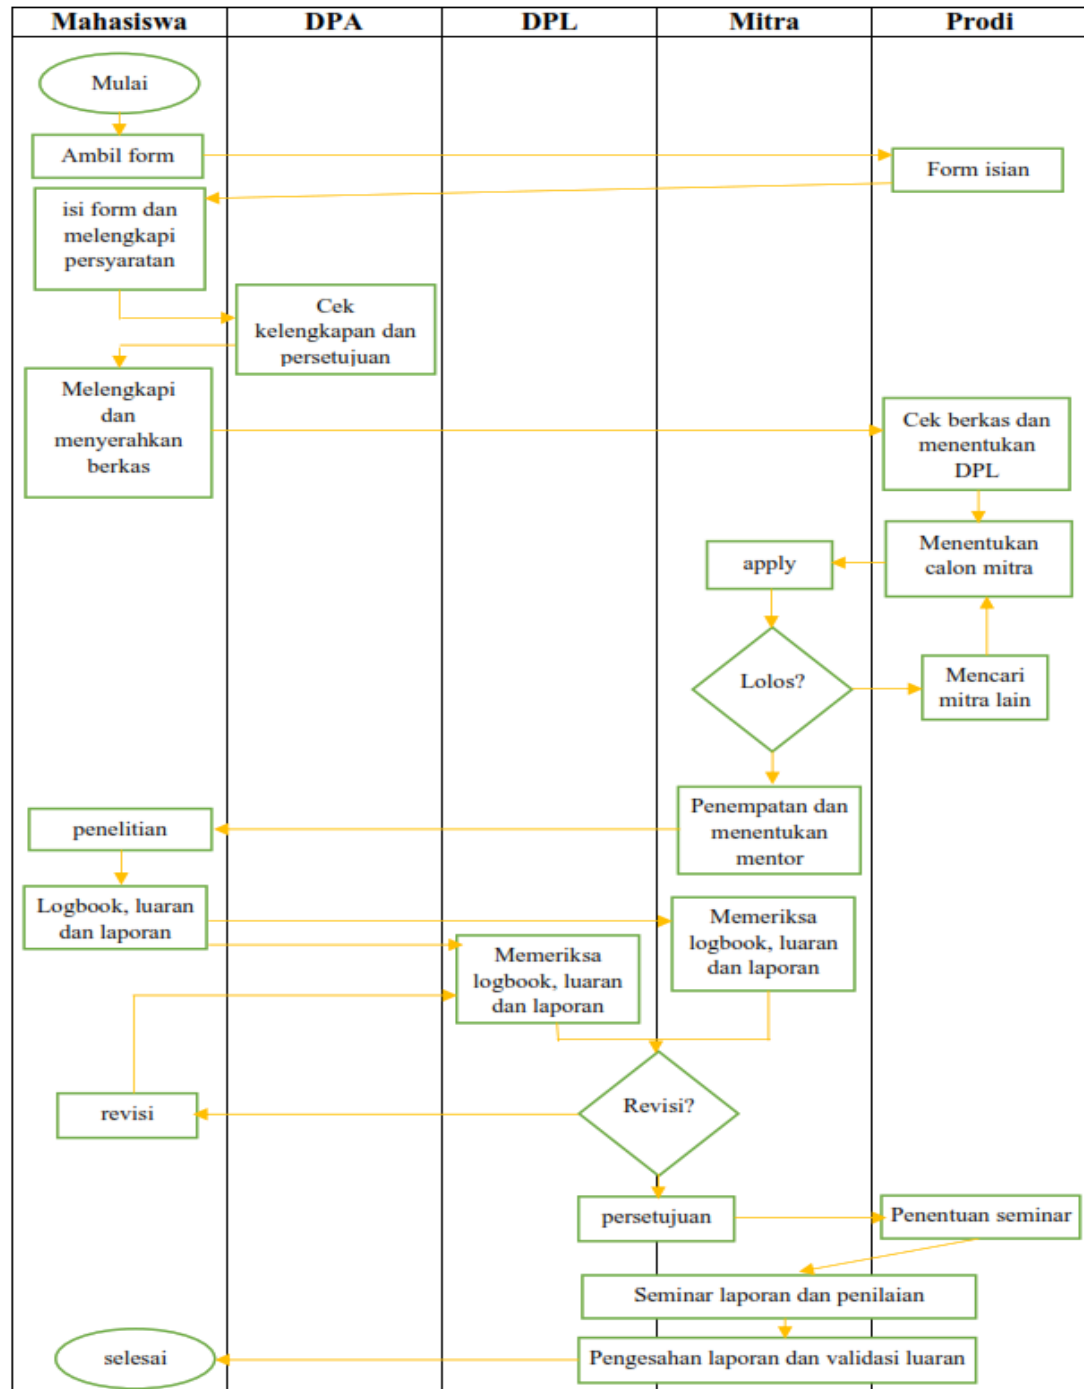 Mahasiswa DPA DPL Mitra Prodi
Mulai
Ambil form
Form isian
isi form dan
melengkapi
persyaratan
Cek
kelengkapan dan
persetujuan
Melengkapi
dan
menyerahkan
berkas
Cek berkas dan
menentukan
DPL
Menentukan
calon mitra
apply
Lolos?
Mencari
mitra lain
Penempatan dan
menentukan
mentor
penelitian
Logbook, luaran
dan laporan
Memeriksa
logbook, luaran
dan laporan
Memeriksa
logbook, luaran
dan laporan
Revisi?
revisi
persetujuan
Penentuan seminar
Seminar laporan dan penilaian
Pengesahan laporan dan validasi luaran
selesai